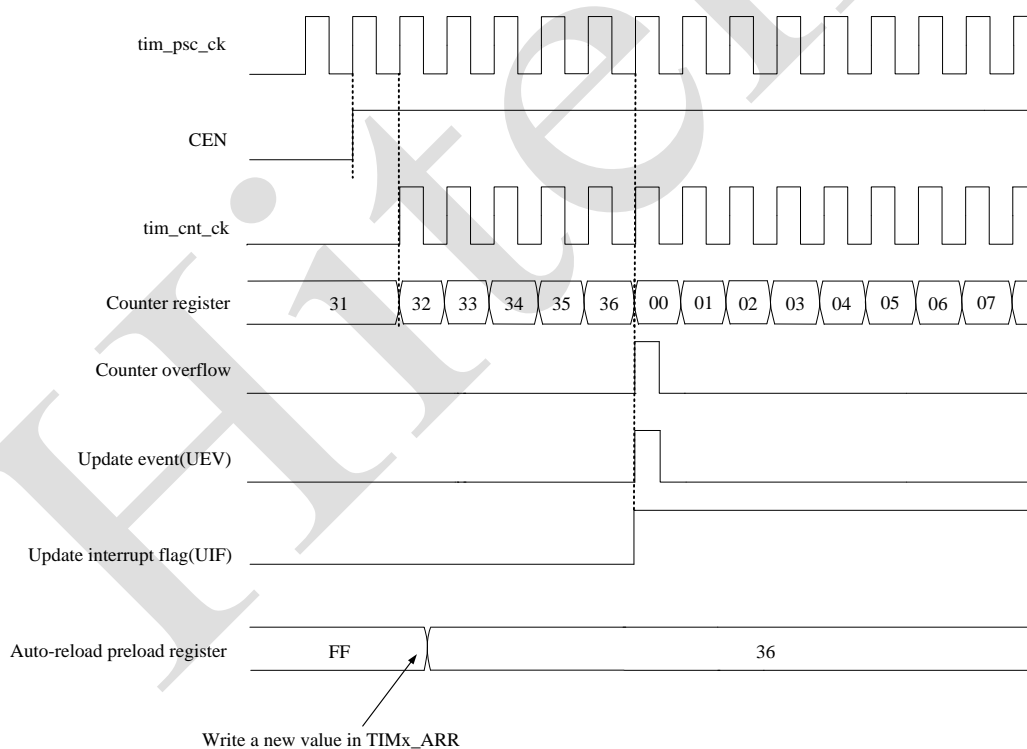 tim_psc_ck
CEN
tim_cnt_ck
Counter register 31 32 33 34 35 36 00 01 02 03 04 05 06 07
Counter overflow
Update event(UEV)
Update interrupt flag(UIF)
Auto-reload preload register FF 36
Write a new value in TIMx_ARR